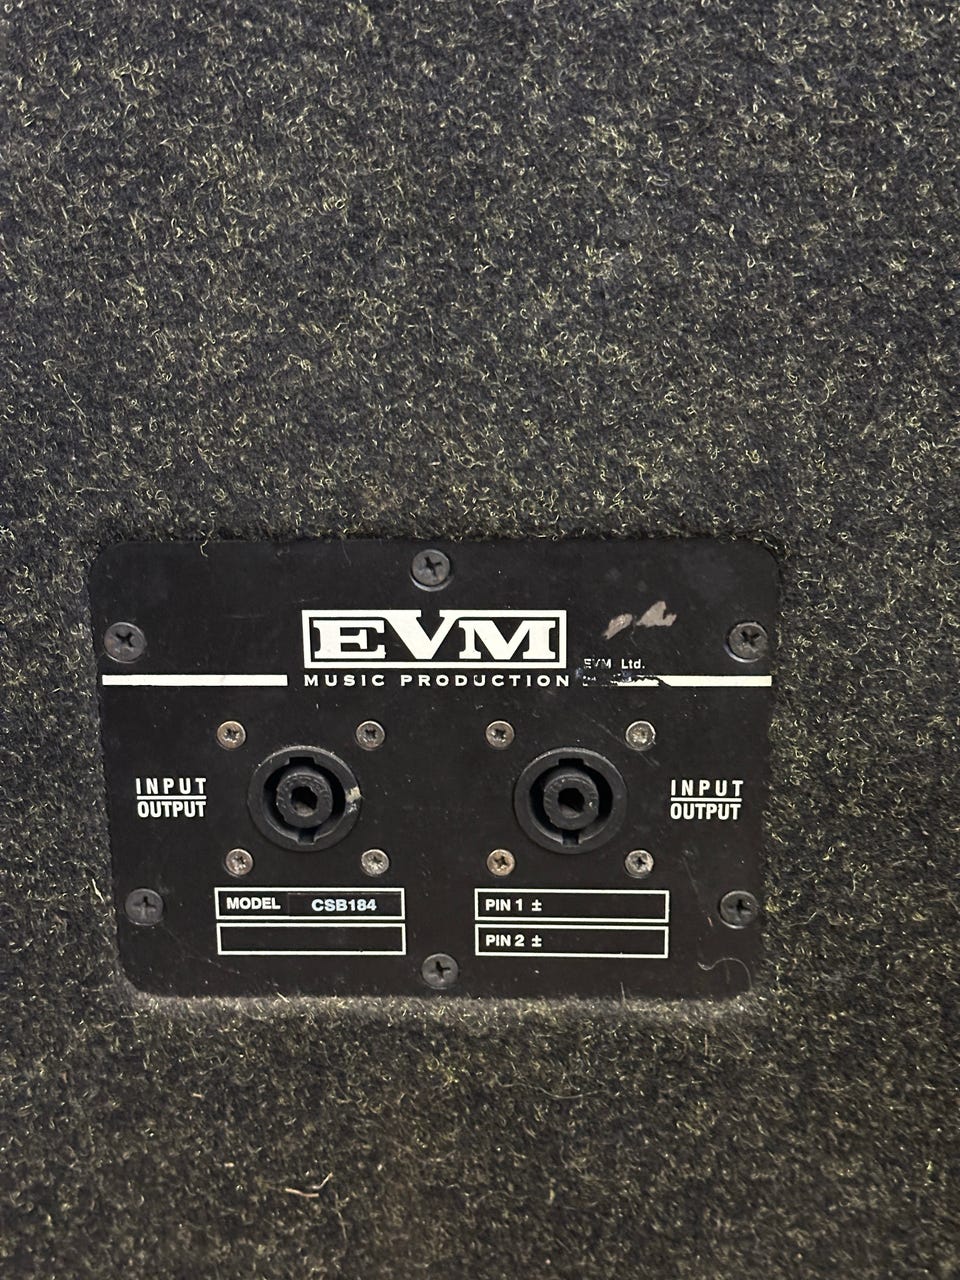 EVM
EVM Ltd.
MUSIC PRODUCTION
INPUT
OUTPUT
INPUT
OUTPUT
MODEL CSB184
PIN 1 ±
PIN 2 ±